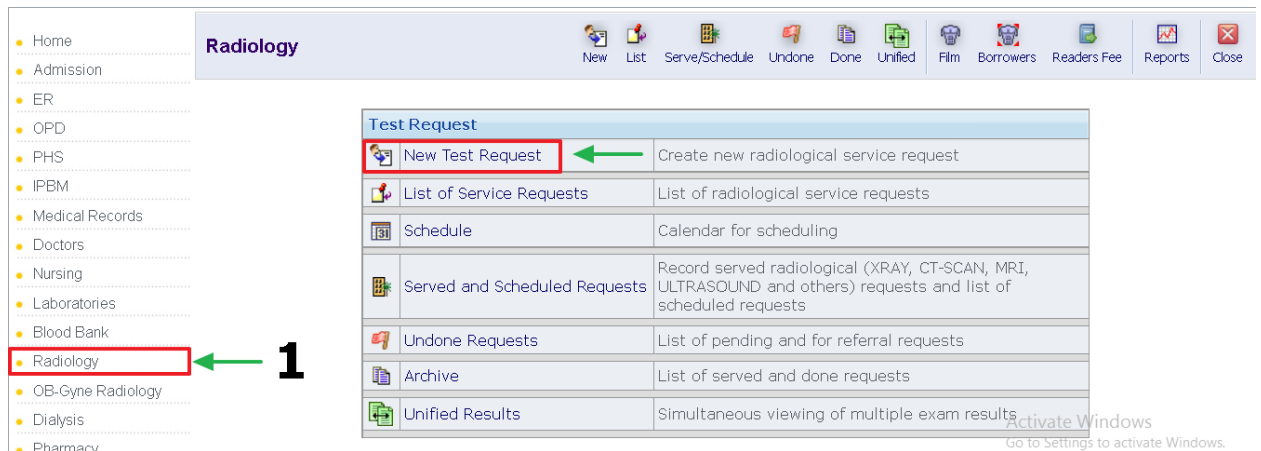 Home
Admission
ER
OPD
PHS
IPBM
Medical Records
Doctors
Nursing
Laboratories
Blood Bank
Radiology
OB-Gyne Radiology
Dialysis
Pharmacy
1
Radiology
New List Serve/Schedule Undone Done Unified Film Borrowers Readers Fee Reports Close
Test Request
New Test Request Create new radiological service request
List of Service Requests List of radiological service requests
31 Schedule Calendar for scheduling
Served and Scheduled Requests Record served radiological (XRAY, CT-SCAN, MRI,
ULTRASOUND and others) requests and list of
scheduled requests
Undone Requests List of pending and for referral requests
Archive List of served and done requests
Unified Results Simultaneous viewing of multiple exam results
Activate Windows
Go to Settings to activate Windows.